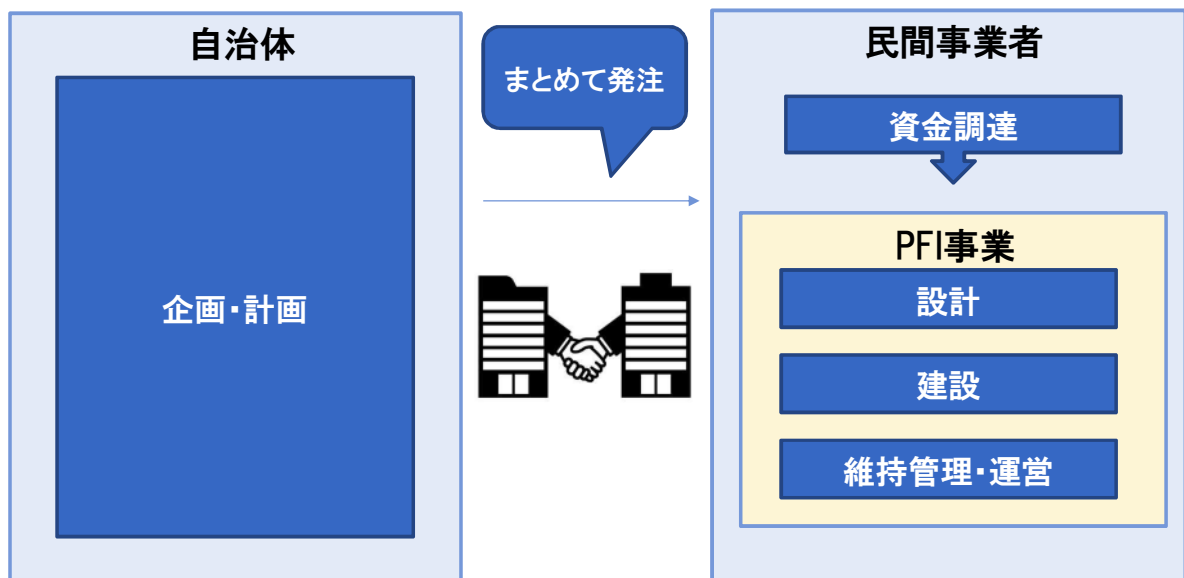 自治体
企画・計画
まとめて発注
民間事業者
資金調達
PFI事業
設計
建設
維持管理・運営